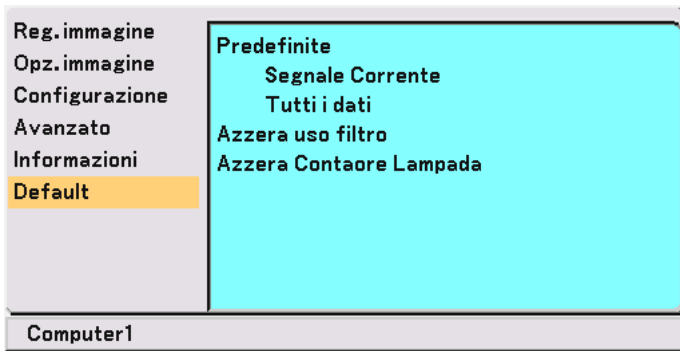 Reg.immagine
Opz.immagine
Configurazione
Avanzato
Informazioni
Default
Predefinite
Segnale Corrente
Tutti i dati
Azzera uso filtro
Azzera Contaore Lampada
Computer1